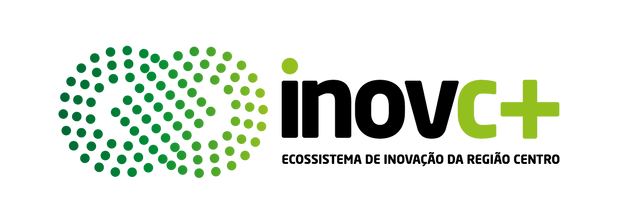 inovc+
ECOSSISTEMA DE INOVAÇÃO DA REGIÃO CENTRO